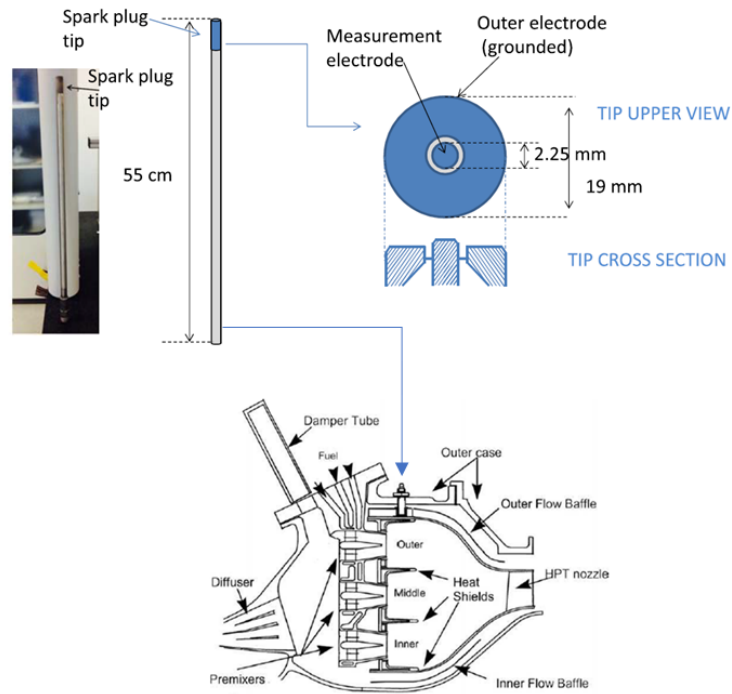 Spark plug
tip
Spark plug
tip
55 cm
Measurement
electrode
Outer electrode
(grounded)
TIP UPPER VIEW
2.25 mm
19 mm
TIP CROSS SECTION
Damper Tube
Fuel
Outer case
Outer Flow Baffle
Outer
HPT nozzle
Diffuser
Middle
Heat
Shields
Inner
Premixers
Inner Flow Baffle